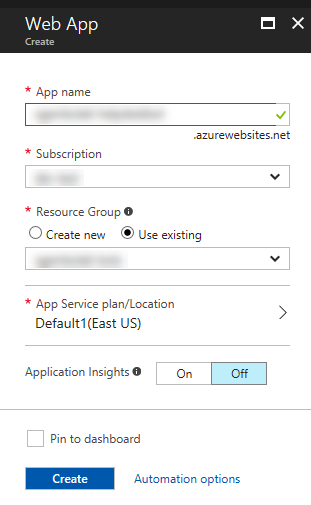 Web App
Create
* App name
.azurewebsites.net
* Subscription
* Resource Group
Create new
Use existing
* App Service plan/Location
Default1(East US)
Application Insights
On
Off
Pin to dashboard
Create
Automation options